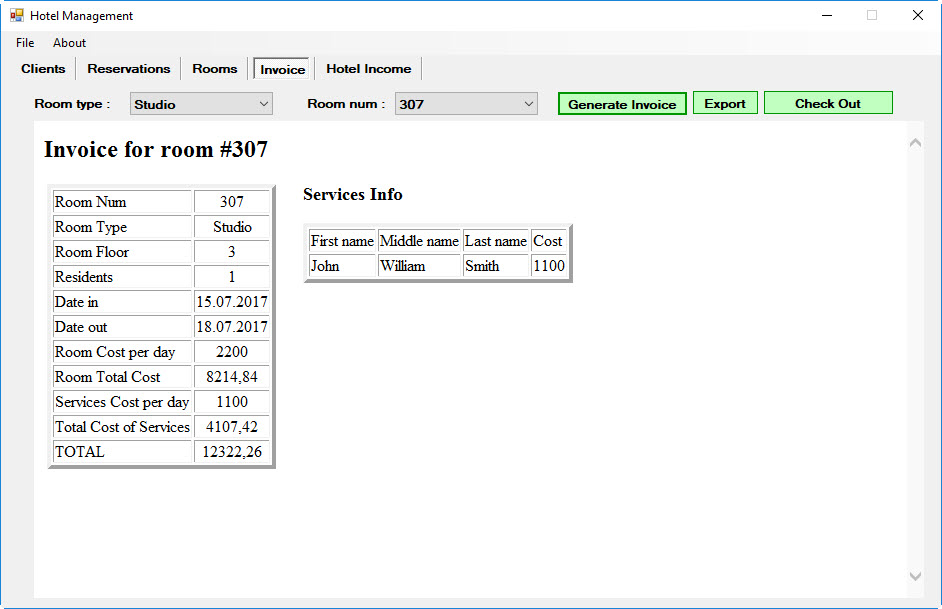 Hotel Management
File About
Clients Reservations Rooms Invoice Hotel Income
Room type : Studio Room num : 307 Generate Invoice Export Check Out
Invoice for room #307
Room Num 307
Room Type Studio
Room Floor 3
Residents 1
Date in 15.07.2017
Date out 18.07.2017
Room Cost per day 2200
Room Total Cost 8214,84
Services Cost per day 1100
Total Cost of Services 4107,42
TOTAL 12322,26
Services Info
First name Middle name Last name Cost
John William Smith 1100